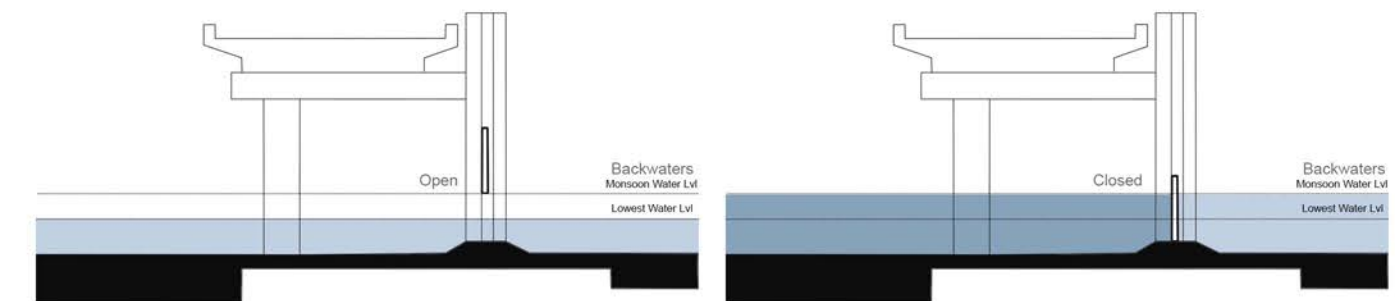 Open
Backwaters
Monsoon Water Lvl
Lowest Water Lvl
Closed
Backwaters
Monsoon Water Lvl
Lowest Water Lvl